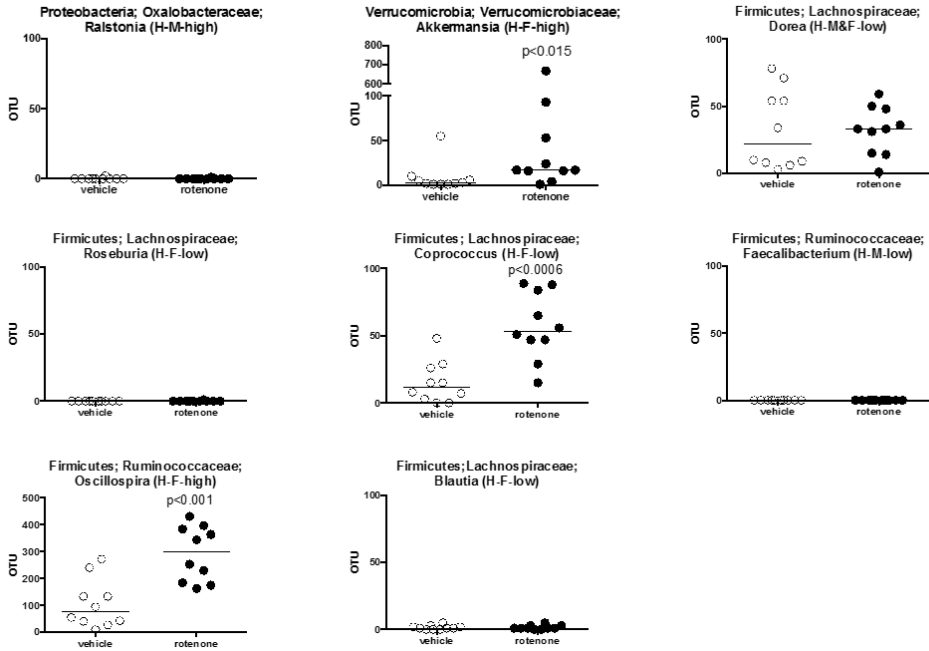 Proteobacteria; Oxalobacteraceae;
Ralstonia (H-M-high)
100
50
0
OTU
vehicle
rotenone
Verrucomicrobia; Verrucomicrobiaceae;
Akkermansia (H-F-high)
p<0.015
800
700
600
100
50
0
OTU
vehicle
rotenone
Firmicutes; Lachnospiraceae;
Dorea (H-M&F-low)
100
50
0
OTU
vehicle
rotenone
Firmicutes; Lachnospiraceae;
Roseburia (H-F-low)
100
50
0
OTU
vehicle
rotenone
Firmicutes; Lachnospiraceae;
Coprococcus (H-F-low)
p<0.0006
100
50
0
OTU
vehicle
rotenone
Firmicutes; Ruminococcaceae;
Faecalibacterium (H-M-low)
100
50
0
OTU
vehicle
rotenone
Firmicutes; Ruminococcaceae;
Oscillospira (H-F-high)
p<0.001
500
400
300
200
100
0
OTU
vehicle
rotenone
Firmicutes;Lachnospiraceae;
Blautia (H-F-low)
100
50
0
OTU
vehicle
rotenone